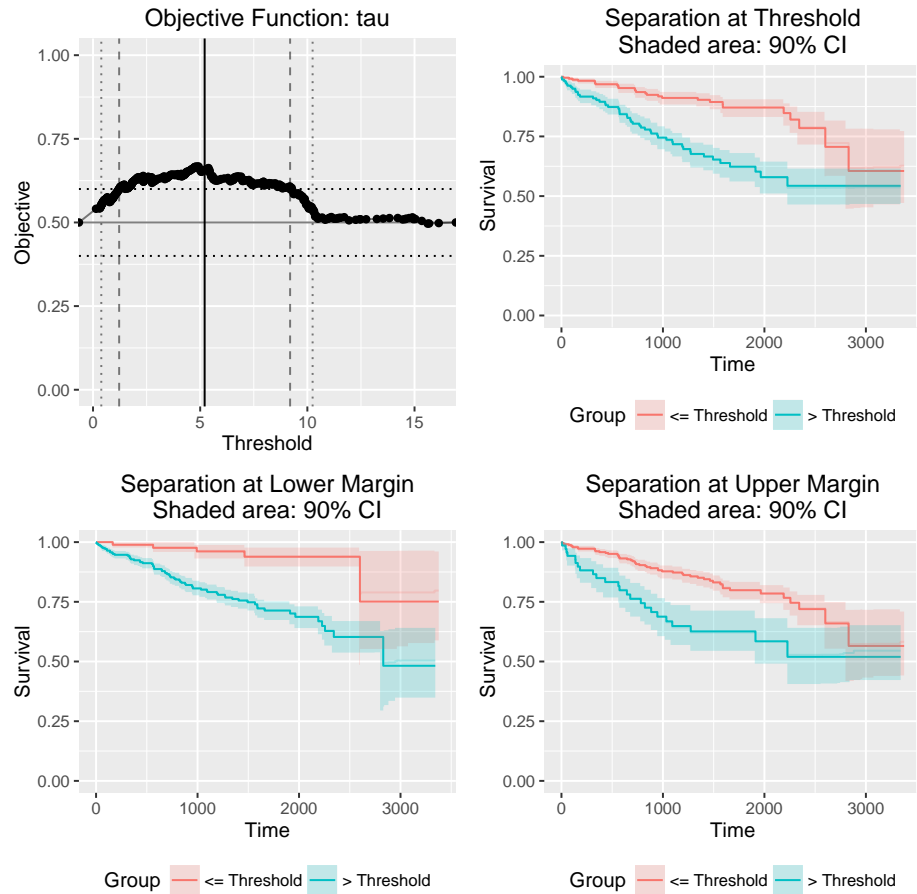 Objective Function: tau
1.00
0.75
0.50
0.25
0.00
Objective
0
5
10
15
Threshold
Separation at Threshold
Shaded area: 90% CI
1.00
0.75
0.50
0.25
0.00
Survival
0
1000
2000
3000
Time
Group <= Threshold > Threshold
Separation at Lower Margin
Shaded area: 90% CI
1.00
0.75
0.50
0.25
0.00
Survival
0
1000
2000
3000
Time
Group <= Threshold > Threshold
Separation at Upper Margin
Shaded area: 90% CI
1.00
0.75
0.50
0.25
0.00
Survival
0
1000
2000
3000
Time
Group <= Threshold > Threshold